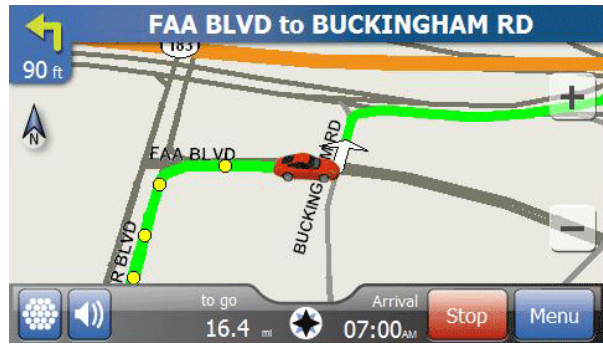 FAA BLVD to BUCKINGHAM RD
90 ft
183
N
FAA BLVD
BUCKING M RD
R BLVD
to go
16.4 mi
Arrival
07:00AM
Stop
Menu